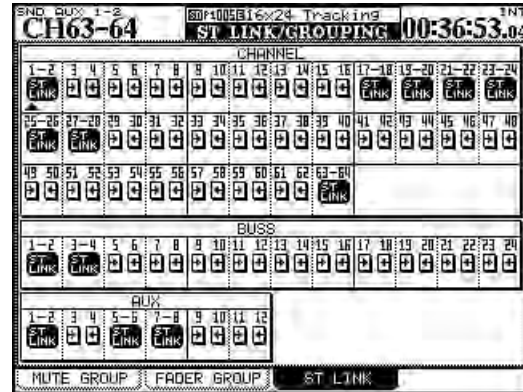 SND AUX 1-2 P1005 16x24 Tracking INT
CH63-64 ST LINK/GROUPING 00:36:53.04
CHANNEL
1-2 3 4 5 6 7 8 9 10 11 12 13 14 15 16 17-18 19-20 21-22 23-24
ST LINK ST LINK ST LINK ST LINK ST LINK
25-26 27-28 29 30 31 32 33 34 35 36 37 38 39 40 41 42 43 44 45 46 47 48
ST LINK ST LINK
49 50 51 52 53 54 55 56 57 58 59 60 61 62 63-64
ST LINK
BUSS
1-2 3-4 5 6 7 8 9 10 11 12 13 14 15 16 17 18 19 20 21 22 23 24
ST LINK ST LINK
AUX
1-2 3 4 5-6 7-8 9 10 11 12
ST LINK ST LINK ST LINK
MUTE GROUP FADER GROUP ST LINK